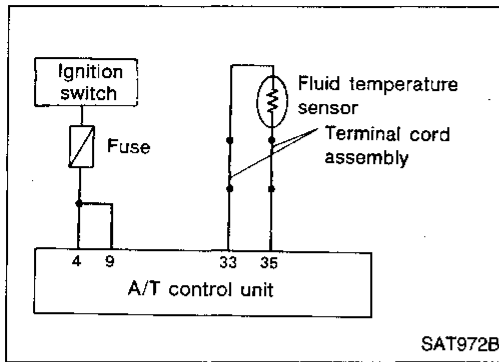 Ignition
switch
Fuse
Fluid temperature
sensor
Terminal cord
assembly
4 9 33 35
A/T control unit
SAT972B